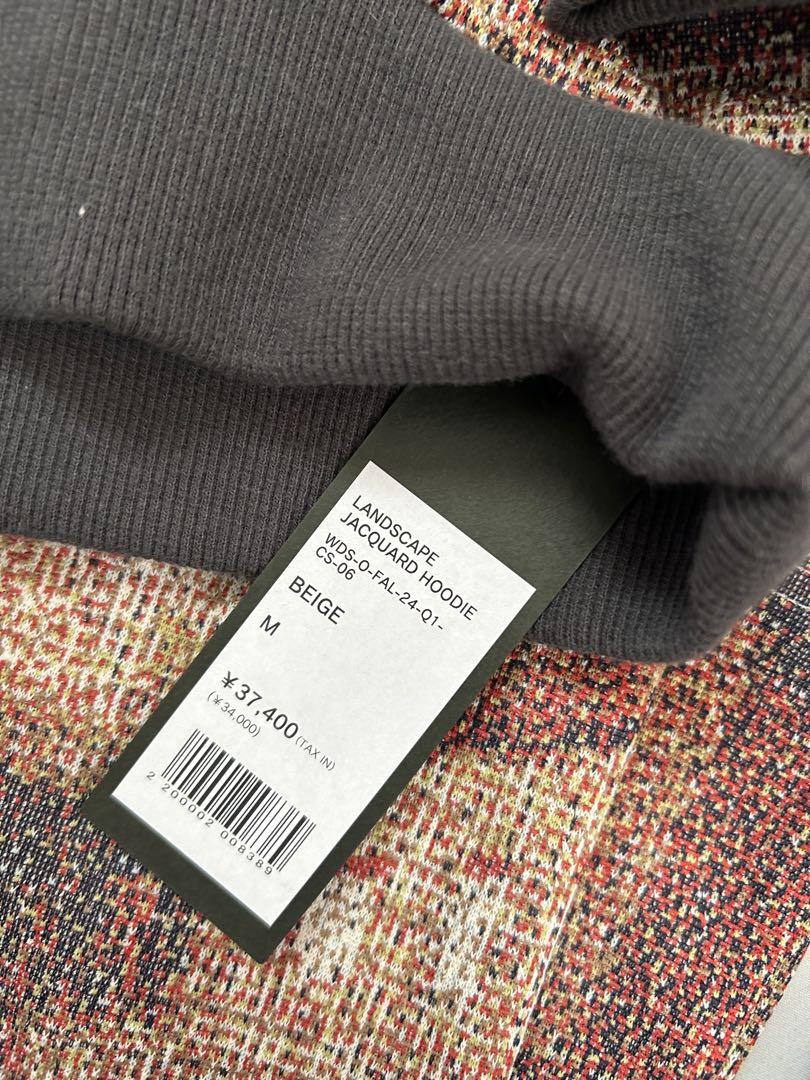 LANDSCAPE
JACQUARD HOODIE
WDS-O-FAL-24-Q1-
CS-06
BEIGE
M
¥37,400(TAX IN)
(¥34,000)
2 200002 008389